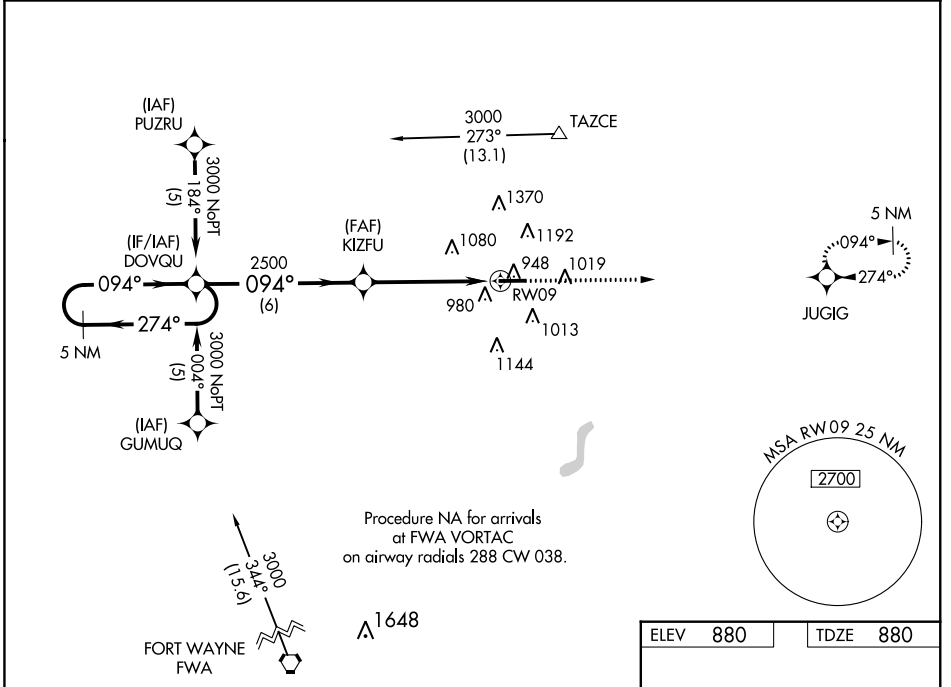 (IAF)
PUZRU
3000 NoPT
184°
(5)
3000
273°
(13.1)
TAZCE
1370
1192
1080
948
1019
980
RW09
1013
1144
(FAF)
KIZFU
(IF/IAF)
DOVQU
2500
094°
(6)
094°
274°
5 NM
3000 NoPT
004°
(5)
(IAF)
GUMUQ
5 NM
094°
274°
JUGIG
MSA RW09 25 NM
2700
Procedure NA for arrivals
at FWA VORTAC
on airway radials 288 CW 038.
3000
344°
(15.6)
FORT WAYNE
FWA
1648
ELEV 880
TDZE 880